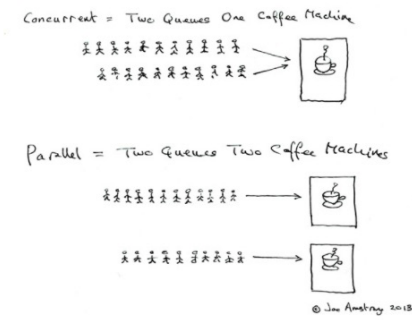 Concurrent = Two Queues One Coffee Machine
Parallel = Two Queues Two Coffee Machines
© Joe Armstrong 2013